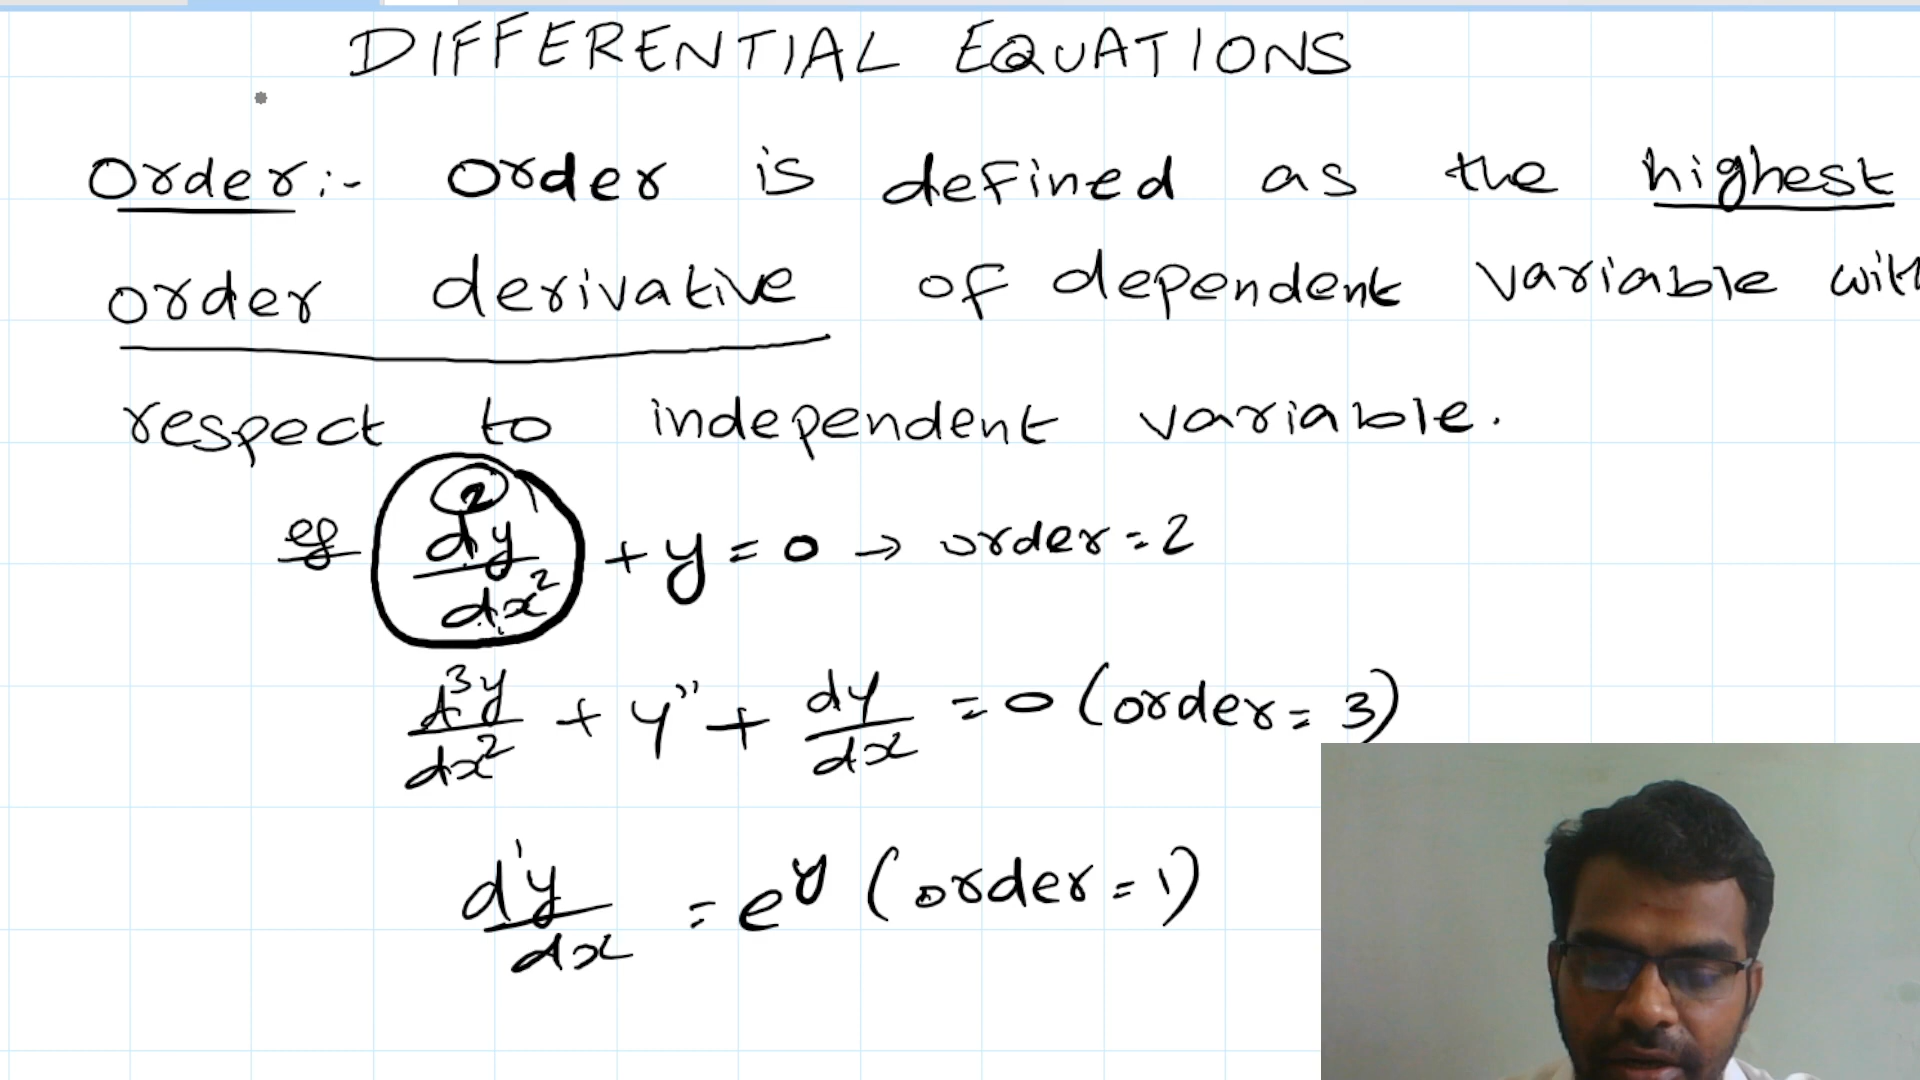 DIFFERENTIAL EQUATIONS
Order:- Order is defined as the highest
order derivative of dependent variable with
respect to independent variable.
eg d²y/dx² + y = 0 → order = 2
d³y/dx² + y'' + dy/dx = 0 (order = 3)
d¹y/dx = e^y (order = 1)